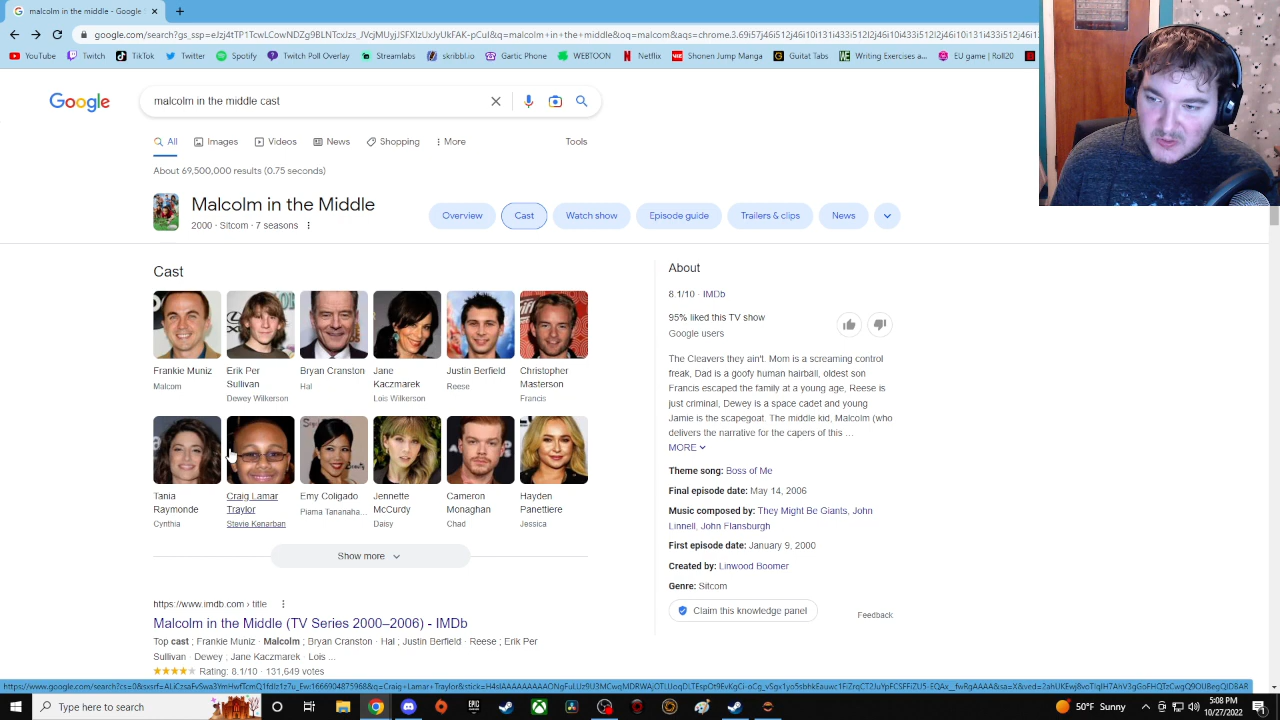 malcolm in the middle - Google
google.com/search?gs_ssp=
YouTube Twitch TikTok Twitter Spotify Twitch Poll Overlay Streamlabs skribbl.io Gartic Phone WEBTOON Netflix Shonen Jump Manga Guitat Tabs Writing Exercises a... EU game | Roll20
Google
malcolm in the middle cast
All Images Videos News Shopping More Tools
About 69,500,000 results (0.75 seconds)
Malcolm in the Middle
2000 · Sitcom · 7 seasons
Overview Cast Watch show Episode guide Trailers & clips News
Cast
Frankie Muniz
Malcom
Erik Per
Sullivan
Dewey Wilkerson
Bryan Cranston
Hal
Jane
Kaczmarek
Lois Wilkerson
Justin Berfield
Reese
Christopher
Masterson
Francis
Tania
Raymonde
Cynthia
Craig Lamar
Traylor
Stevie Kenarban
Emy Coligado
Piama Tananaha...
Jennette
McCurdy
Daisy
Cameron
Monaghan
Chad
Hayden
Panettiere
Jessica
Show more
https://www.imdb.com › title
Malcolm in the Middle (TV Series 2000–2006) - IMDb
Top cast ; Frankie Muniz · Malcolm ; Bryan Cranston · Hal ; Justin Berfield · Reese ; Erik Per
Sullivan · Dewey ; Jane Kaczmarek · Lois ...
Rating: 8.1/10 · 131,649 votes
About
8.1/10 · IMDb
95% liked this TV show
Google users
The Cleavers they ain't. Mom is a screaming control
freak, Dad is a goofy human hairball, oldest son
Francis escaped the family at a young age, Reese is
just criminal, Dewey is a space cadet and young
Jamie is the scapegoat. The middle kid, Malcolm (who
delivers the narrative for the capers of this ...
MORE
Theme song: Boss of Me
Final episode date: May 14, 2006
Music composed by: They Might Be Giants, John
Linnell, John Flansburgh
First episode date: January 9, 2000
Created by: Linwood Boomer
Genre: Sitcom
Claim this knowledge panel
Feedback
Type here to search
50°F Sunny
5:08 PM
10/27/2022